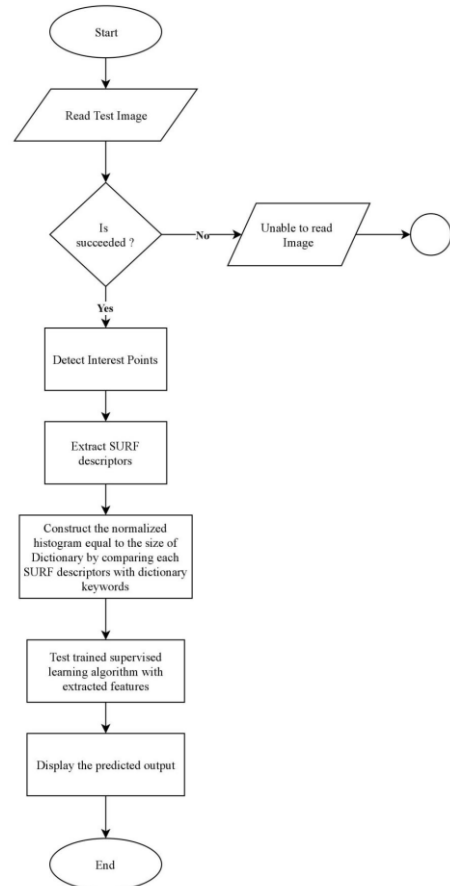 Start
Read Test Image
Is
succeeded ?
No
Unable to read
Image
Yes
Detect Interest Points
Extract SURF
descriptors
Construct the normalized
histogram equal to the size of
Dictionary by comparing each
SURF descriptors with dictionary
keywords
Test trained supervised
learning algorithm with
extracted features
Display the predicted output
End